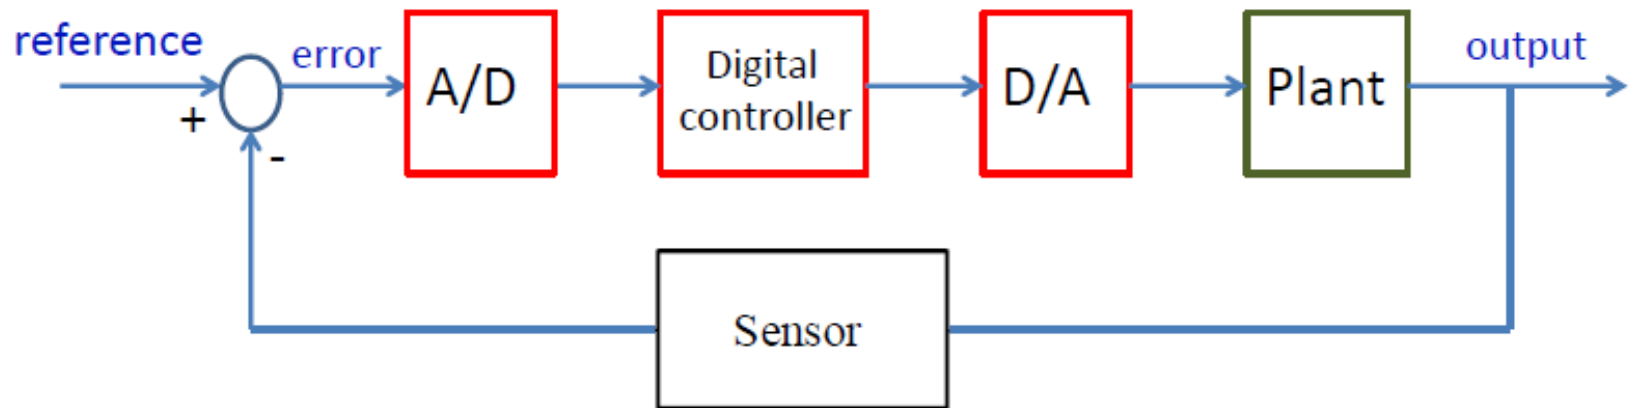 reference
error
A/D
Digital
controller
D/A
Plant
output
+
-
Sensor